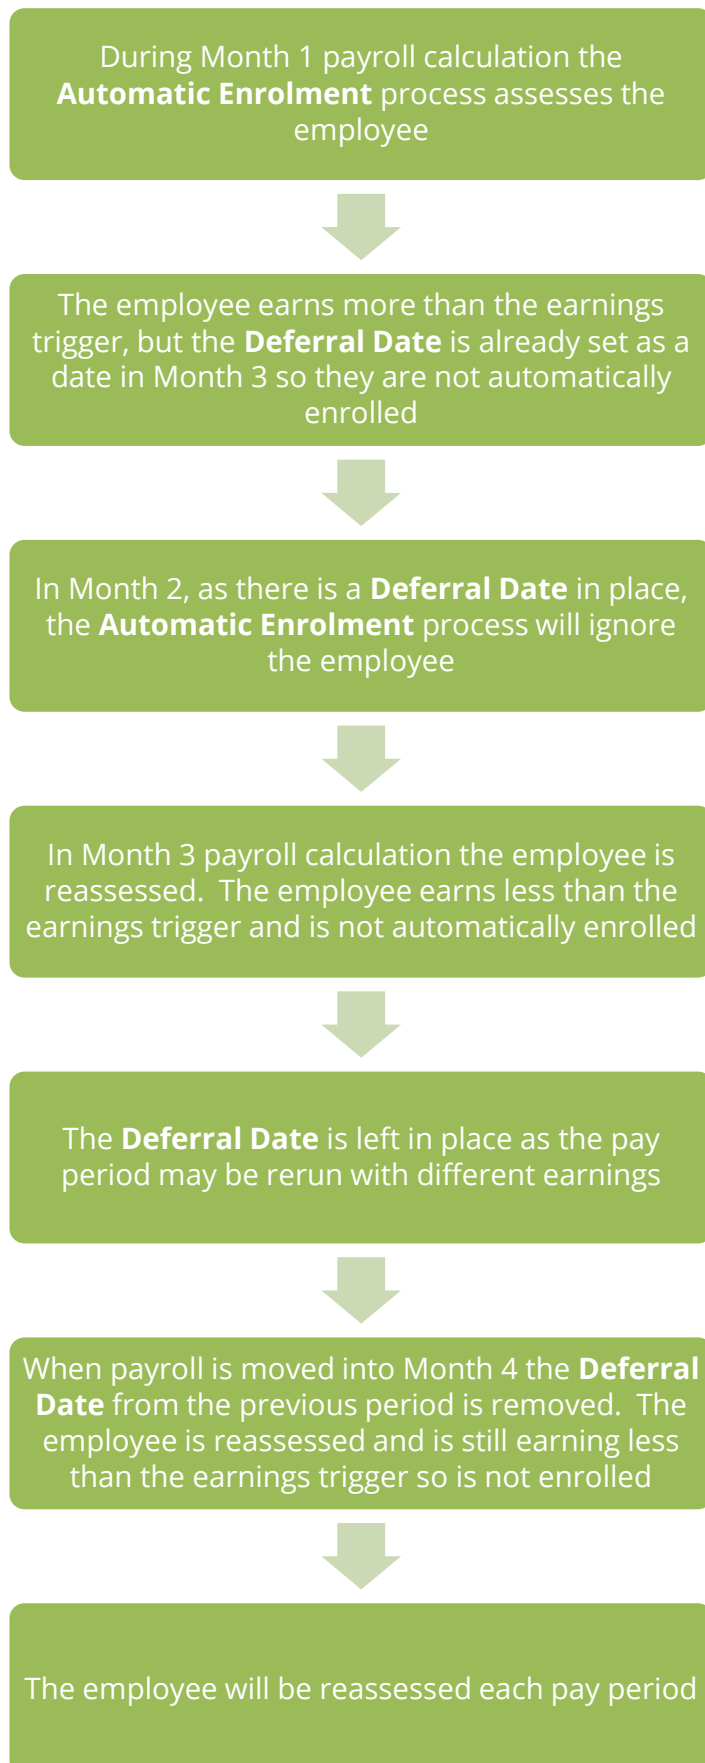 During Month 1 payroll calculation the
Automatic Enrolment process assesses the
employee
The employee earns more than the earnings
trigger, but the Deferral Date is already set as a
date in Month 3 so they are not automatically
enrolled
In Month 2, as there is a Deferral Date in place,
the Automatic Enrolment process will ignore
the employee
In Month 3 payroll calculation the employee is
reassessed.  The employee earns less than the
earnings trigger and is not automatically enrolled
The Deferral Date is left in place as the pay
period may be rerun with different earnings
When payroll is moved into Month 4 the Deferral
Date from the previous period is removed.  The
employee is reassessed and is still earning less
than the earnings trigger so is not enrolled
The employee will be reassessed each pay period